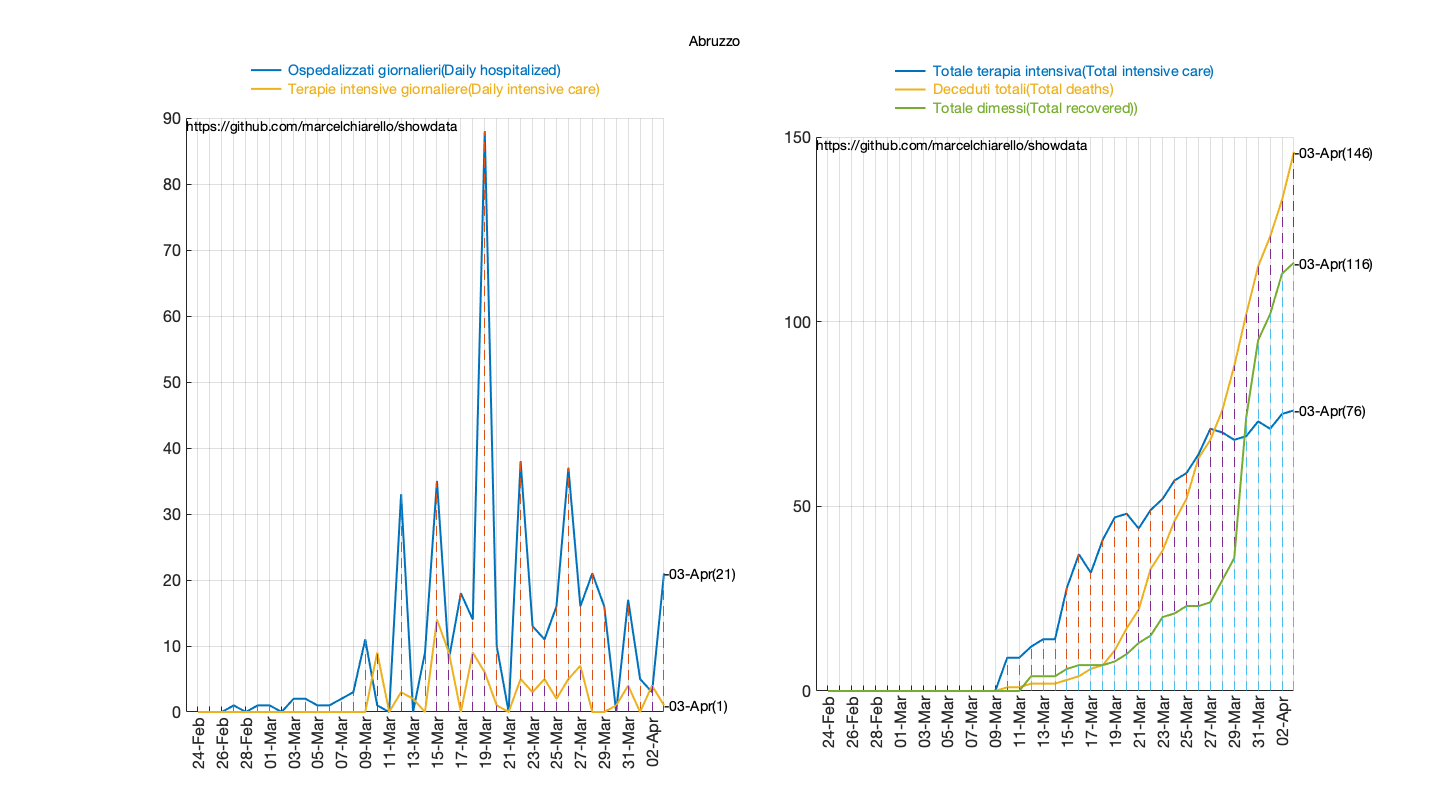 Abruzzo
Ospedalizzati giornalieri(Daily hospitalized)
Terapie intensive giornaliere(Daily intensive care)
https://github.com/marcelchiarello/showdata
90
80
70
60
50
40
30
20
10
0
-03-Apr(21)
-03-Apr(1)
24-Feb
26-Feb
28-Feb
01-Mar
03-Mar
05-Mar
07-Mar
09-Mar
11-Mar
13-Mar
15-Mar
17-Mar
19-Mar
21-Mar
23-Mar
25-Mar
27-Mar
29-Mar
31-Mar
02-Apr
Totale terapia intensiva(Total intensive care)
Deceduti totali(Total deaths)
Totale dimessi(Total recovered))
https://github.com/marcelchiarello/showdata
150
100
50
0
-03-Apr(146)
-03-Apr(116)
-03-Apr(76)
24-Feb
26-Feb
28-Feb
01-Mar
03-Mar
05-Mar
07-Mar
09-Mar
11-Mar
13-Mar
15-Mar
17-Mar
19-Mar
21-Mar
23-Mar
25-Mar
27-Mar
29-Mar
31-Mar
02-Apr